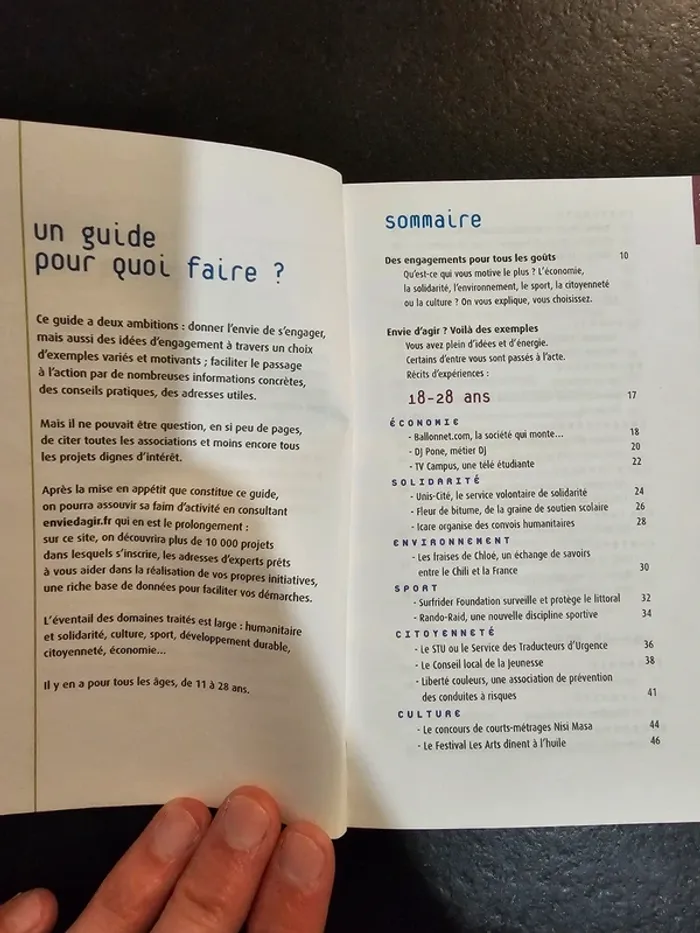 un guide
pour quoi faire ?
Ce guide a deux ambitions : donner l'envie de s'engager,
mais aussi des idées d'engagement à travers un choix
d'exemples variés et motivants ; faciliter le passage
à l'action par de nombreuses informations concrètes,
des conseils pratiques, des adresses utiles.
Mais il ne pouvait être question, en si peu de pages,
de citer toutes les associations et moins encore tous
les projets dignes d'intérêt.
Après la mise en appétit que constitue ce guide,
on pourra assouvir sa faim d'activité en consultant
enviedagir.fr qui en est le prolongement :
sur ce site, on découvrira plus de 10 000 projets
dans lesquels s'inscrire, les adresses d'experts prêts
à vous aider dans la réalisation de vos propres initiatives,
une riche base de données pour faciliter vos démarches.
L'éventail des domaines traités est large : humanitaire
et solidarité, culture, sport, développement durable,
citoyenneté, économie...
Il y en a pour tous les âges, de 11 à 28 ans.
sommaire
Des engagements pour tous les goûts 10
Qu'est-ce qui vous motive le plus ? L'économie,
la solidarité, l'environnement, le sport, la citoyenneté
ou la culture ? On vous explique, vous choisissez.
Envie d'agir ? Voilà des exemples
Vous avez plein d'idées et d'énergie.
Certains d'entre vous sont passés à l'acte.
Récits d'expériences :
18-28 ans 17
ÉCONOMIE
- Ballonnet.com, la société qui monte... 18
- DJ Pone, métier Dj 20
- TV Campus, une télé étudiante 22
SOLIDARITÉ
- Unis-Cité, le service volontaire de solidarité 24
- Fleur de bitume, de la graine de soutien scolaire 26
- Icare organise des convois humanitaires 28
ENVIRONNEMENT
- Les fraises de Chloé, un échange de savoirs
entre le Chili et la France 30
SPORT
- Surfrider Foundation surveille et protège le littoral 32
- Rando-Raid, une nouvelle discipline sportive 34
CITOYENNETÉ
- Le STU ou le Service des Traducteurs d'Urgence 36
- Le Conseil local de la Jeunesse 38
- Liberté couleurs, une association de prévention
des conduites à risques 41
CULTURE
- Le concours de courts-métrages Nisi Masa 44
- Le Festival Les Arts dînent à l'huile 46